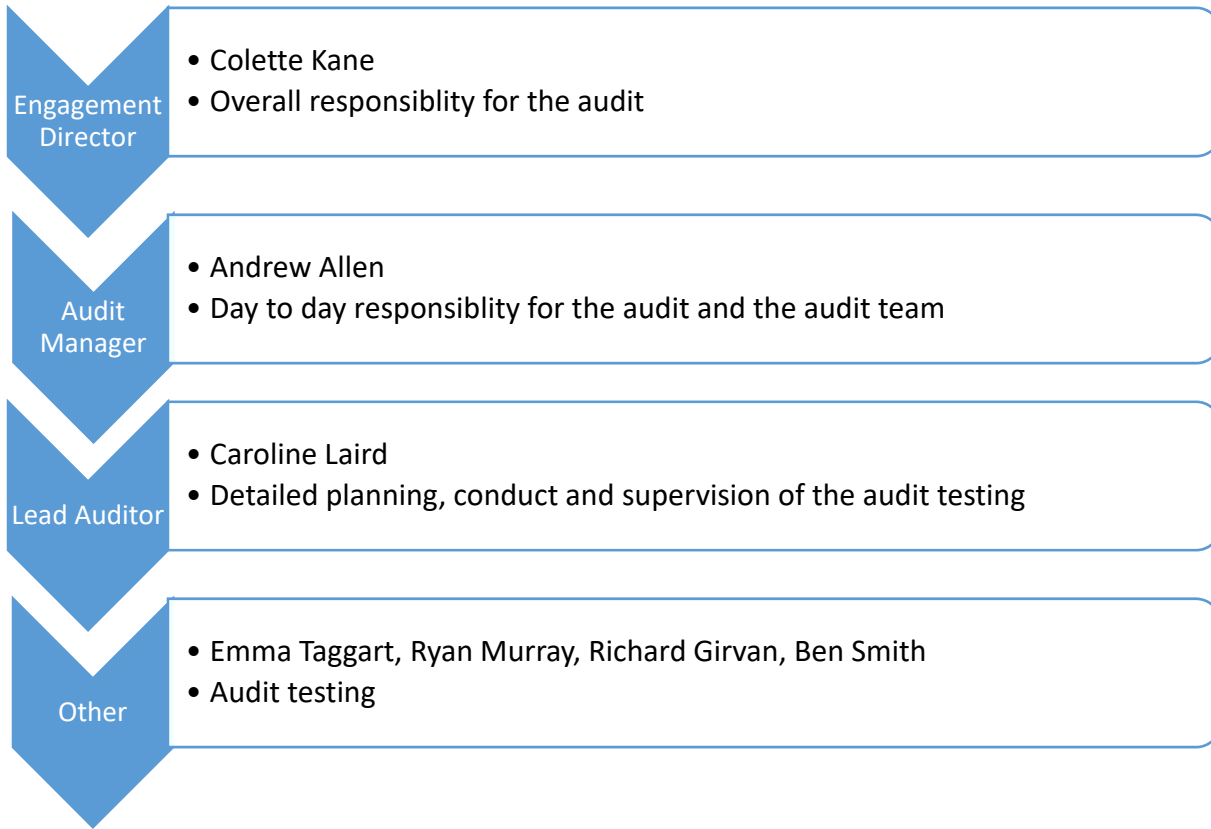 Engagement
Director
• Colette Kane
• Overall responsiblity for the audit
Audit
Manager
• Andrew Allen
• Day to day responsiblity for the audit and the audit team
Lead Auditor
• Caroline Laird
• Detailed planning, conduct and supervision of the audit testing
Other
• Emma Taggart, Ryan Murray, Richard Girvan, Ben Smith
• Audit testing